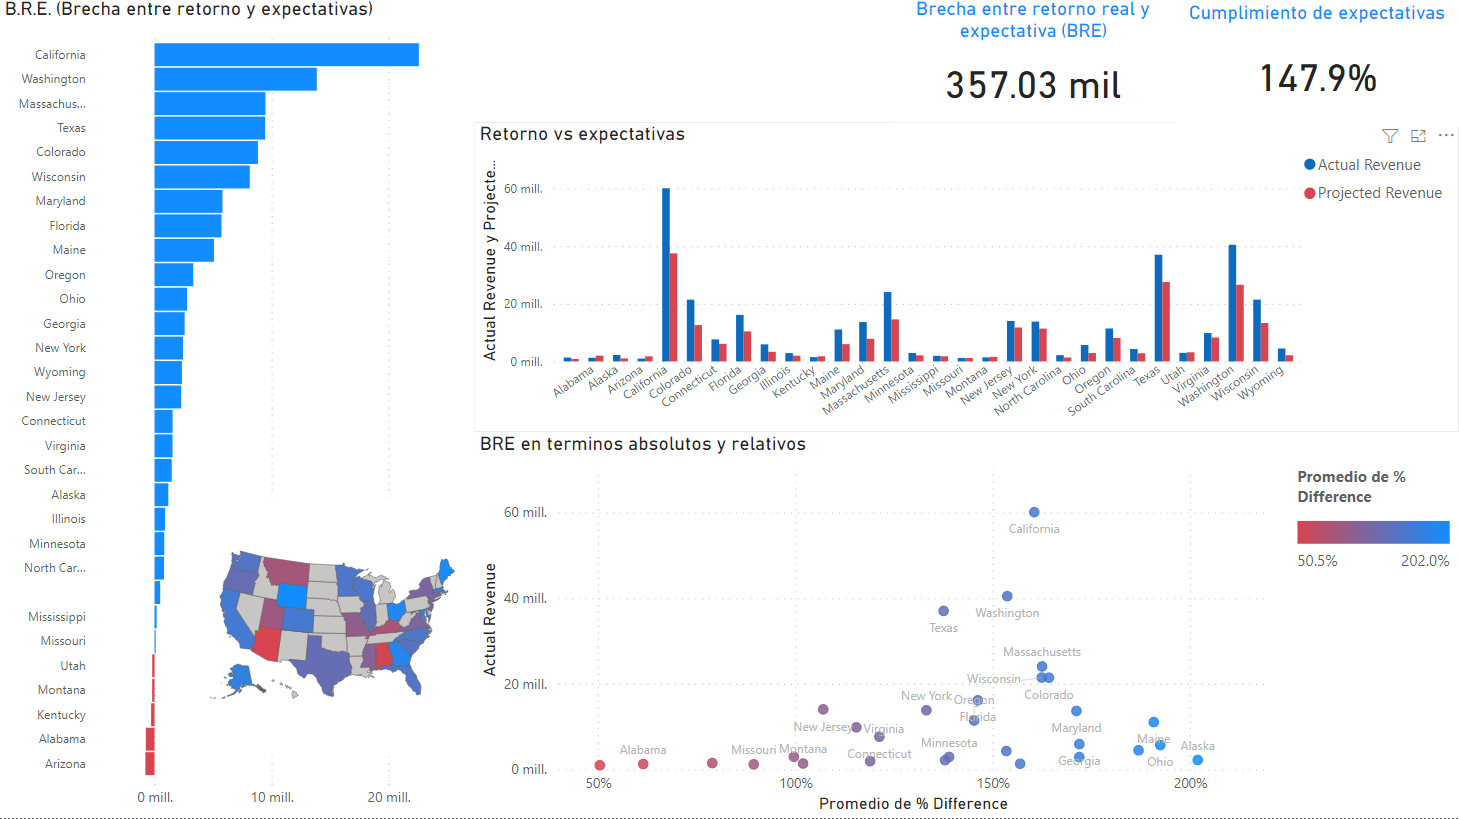 B.R.E. (Brecha entre retorno y expectativas)
California
Washington
Massachus...
Texas
Colorado
Wisconsin
Maryland
Florida
Maine
Oregon
Ohio
Georgia
New York
Wyoming
New Jersey
Connecticut
Virginia
South Car...
Alaska
Illinois
Minnesota
North Car...
Mississippi
Missouri
Utah
Montana
Kentucky
Alabama
Arizona
0 mill.
10 mill.
20 mill.
Brecha entre retorno real y
expectativa (BRE)
357.03 mil
Cumplimiento de expectativas
147.9%
Retorno vs expectativas
Actual Revenue y Projecte...
60 mill.
40 mill.
20 mill.
0 mill.
Alabama
Alaska
Arizona
California
Colorado
Connecticut
Florida
Georgia
Illinois
Kentucky
Maine
Maryland
Massachusetts
Minnesota
Mississippi
Missouri
Montana
New Jersey
New York
North Carolina
Ohio
Oregon
South Carolina
Texas
Utah
Virginia
Washington
Wisconsin
Wyoming
Actual Revenue
Projected Revenue
BRE en terminos absolutos y relativos
Actual Revenue
60 mill.
40 mill.
20 mill.
0 mill.
California
Washington
Texas
Massachusetts
Wisconsin
Colorado
New York
Oregon
Florida
Maryland
New Jersey
Virginia
Connecticut
Minnesota
Maine
Alaska
Georgia
Ohio
Alabama
Missouri
Montana
50%
100%
150%
200%
Promedio de % Difference
Promedio de %
Difference
50.5%
202.0%